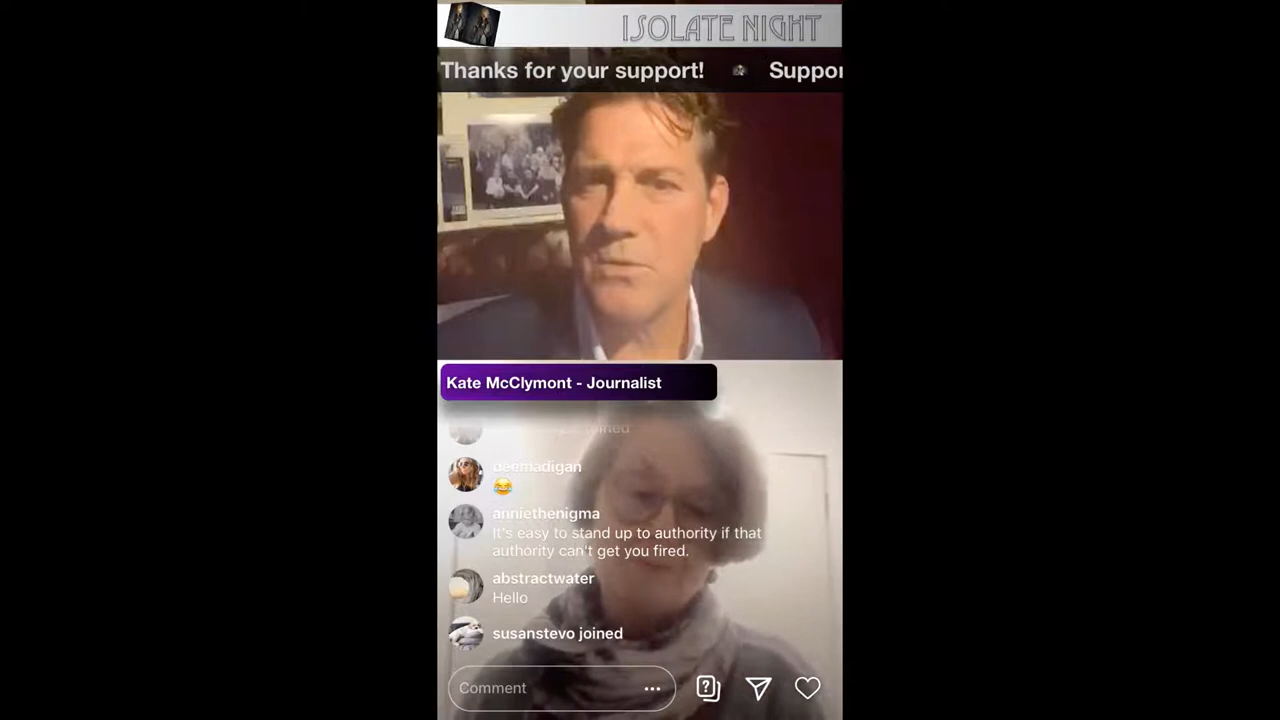 ISOLATE NIGHT
Thanks for your support! Suppor
Kate McClymont - Journalist
joined
deemadigan
😂
anniethenigma
It's easy to stand up to authority if that
authority can't get you fired.
abstractwater
Hello
susanstevo joined
Comment